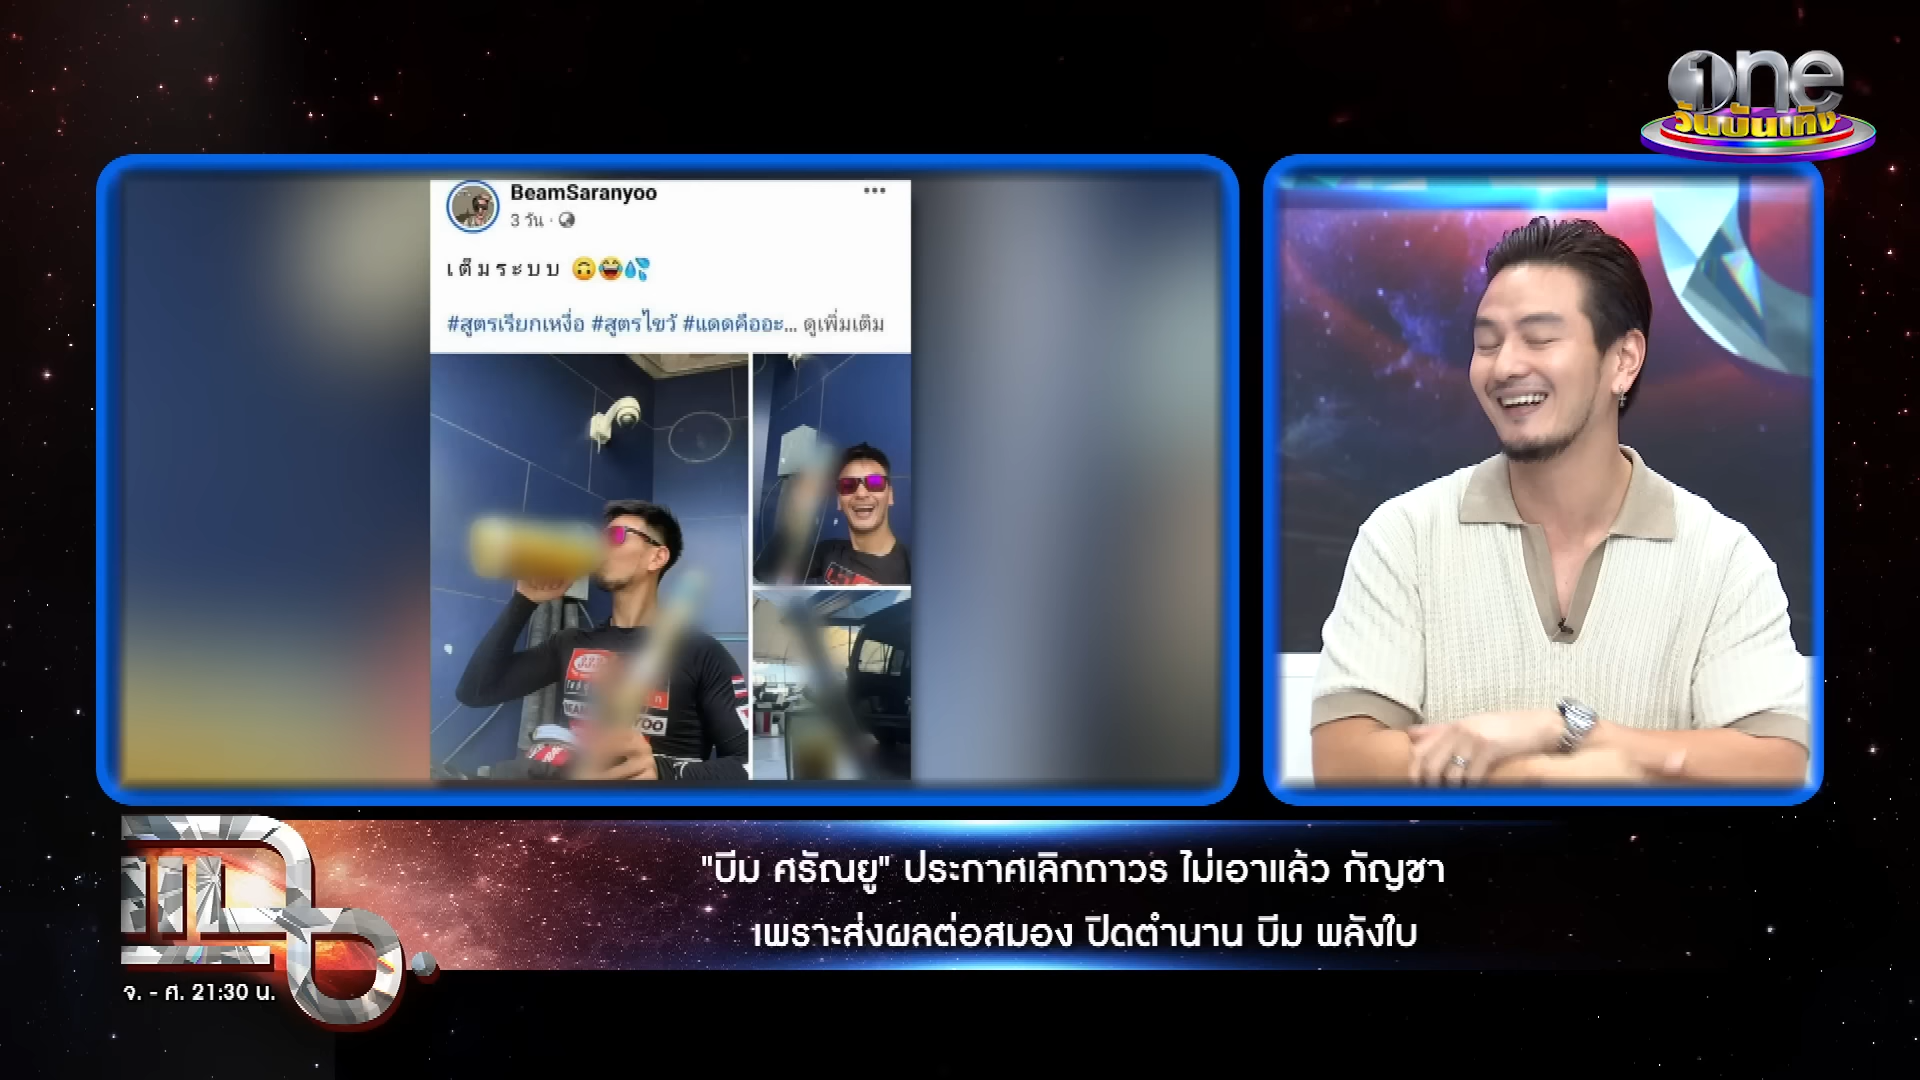 one
วันบันเทิง
BeamSaranyoo
3 วัน
เ ต็ ม ร ะ บ บ
#สูตรเรียกเหงื่อ #สูตรไขว้ #แดดคืออะ... ดูเพิ่มเติม
333
YOO
แฉ
"บีม ศรัณยู" ประกาศเลิกถาวร ไม่เอาแล้ว กัญชา
เพราะส่งผลต่อสมอง ปิดตำนาน บีม พลังใบ
จ. - ศ. 21:30 น.